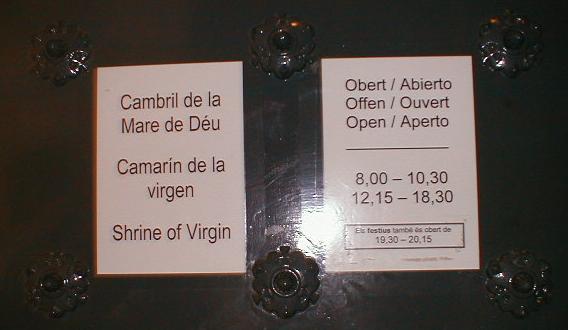 Cambril de la
Mare de Déu
Camarín de la
virgen
Shrine of Virgin
Obert / Abierto
Offen / Ouvert
Open / Aperto
8,00 – 10,30
12,15 – 18,30
Els festius també és obert de
19,30 – 20,15